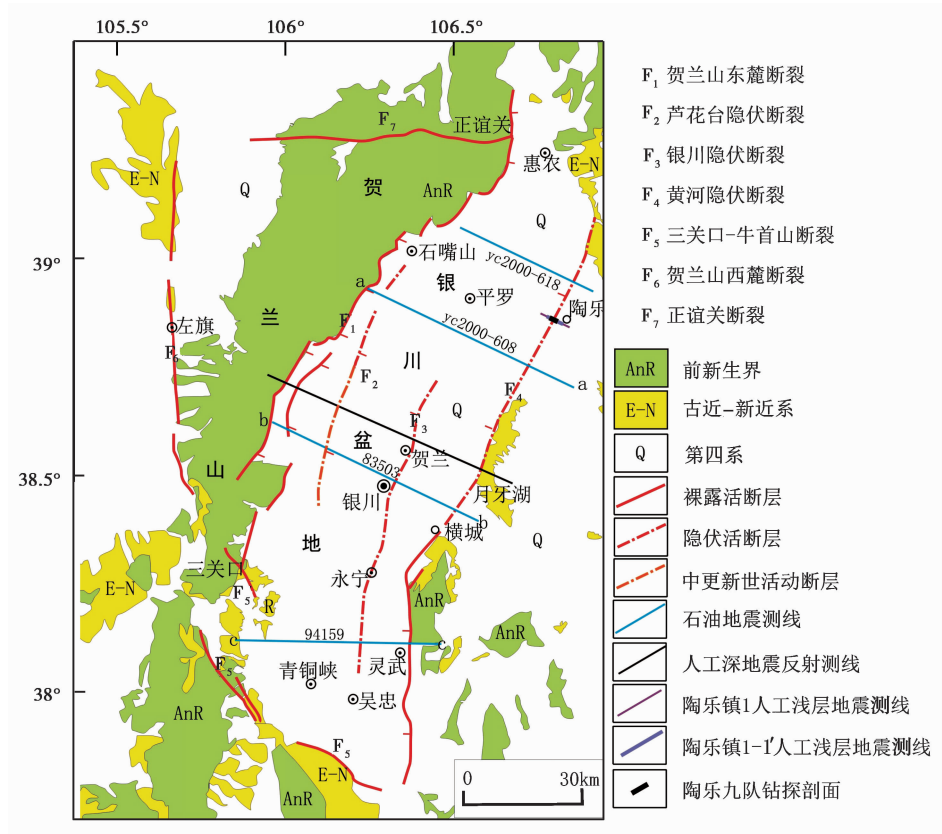 105.5°
106°
106.5°
39°
38.5°
38°
F7
正谊关
惠农
E-N
E-N
Q
贺
AnR
Q
石嘴山
yc2000-618
银
a
平罗
陶乐
兰
左旗
F1
yc2000-608
川
F6
F2
F4
a
Q
b
F3
盆
贺兰
83503
山
银川
月牙湖
b
横城
Q
地
三关口
永宁
E-N
F5
R
AnR
AnR
94159
c
c
F5
青铜峡
灵武
吴忠
AnR
F5
E-N
AnR
0
30km
F1 贺兰山东麓断裂
F2 芦花台隐伏断裂
F3 银川隐伏断裂
F4 黄河隐伏断裂
F5 三关口-牛首山断裂
F6 贺兰山西麓断裂
F7 正谊关断裂
AnR 前新生界
E-N 古近-新近系
Q 第四系
裸露活断层
隐伏活断层
中更新世活动断层
石油地震测线
人工深地震反射测线
陶乐镇1人工浅层地震测线
陶乐镇1-1′人工浅层地震测线
陶乐九队钻探剖面